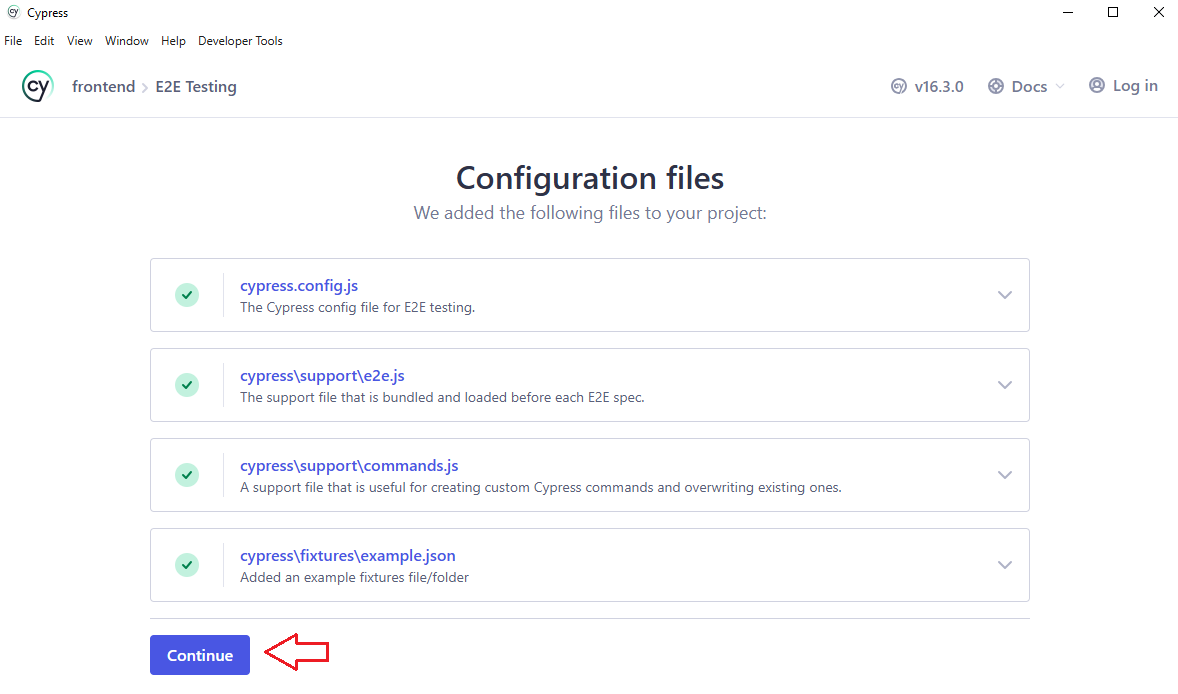 Cypress
File Edit View Window Help Developer Tools
cy frontend > E2E Testing cy v16.3.0 Docs Log in
Configuration files
We added the following files to your project:
cypress.config.js
The Cypress config file for E2E testing.
cypress\support\e2e.js
The support file that is bundled and loaded before each E2E spec.
cypress\support\commands.js
A support file that is useful for creating custom Cypress commands and overwriting existing ones.
cypress\fixtures\example.json
Added an example fixtures file/folder
Continue